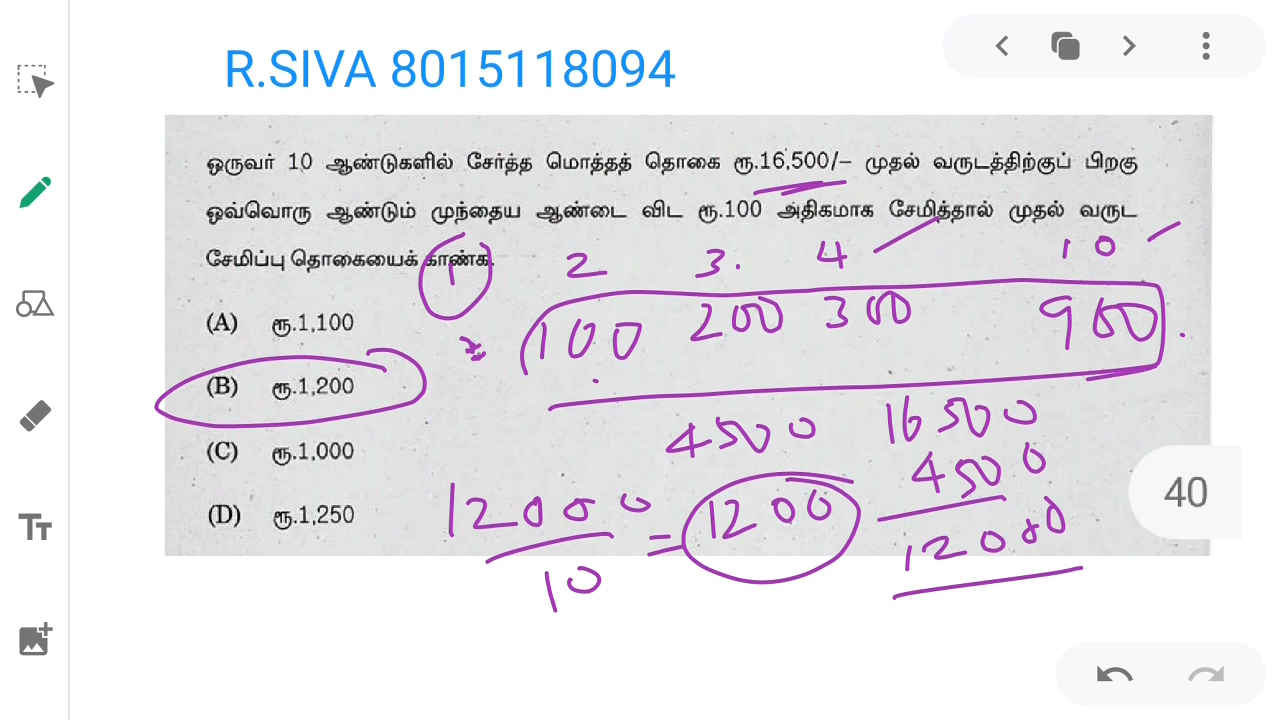 R.SIVA 8015118094
ஒருவர் 10 ஆண்டுகளில் சேர்த்த மொத்தத் தொகை ரூ.16,500/– முதல் வருடத்திற்குப் பிறகு
ஒவ்வொரு ஆண்டும் முந்தைய ஆண்டை விட ரூ.100 அதிகமாக சேமித்தால் முதல் வருட
சேமிப்பு தொகையைக் காண்க.
1 2 3. 4 10
100 200 300 900.
(A) ரூ.1,100
(B) ரூ.1,200
(C) ரூ.1,000
(D) ரூ.1,250
4500 16500
4500
12000
12000
10
= 1200
40
Tт